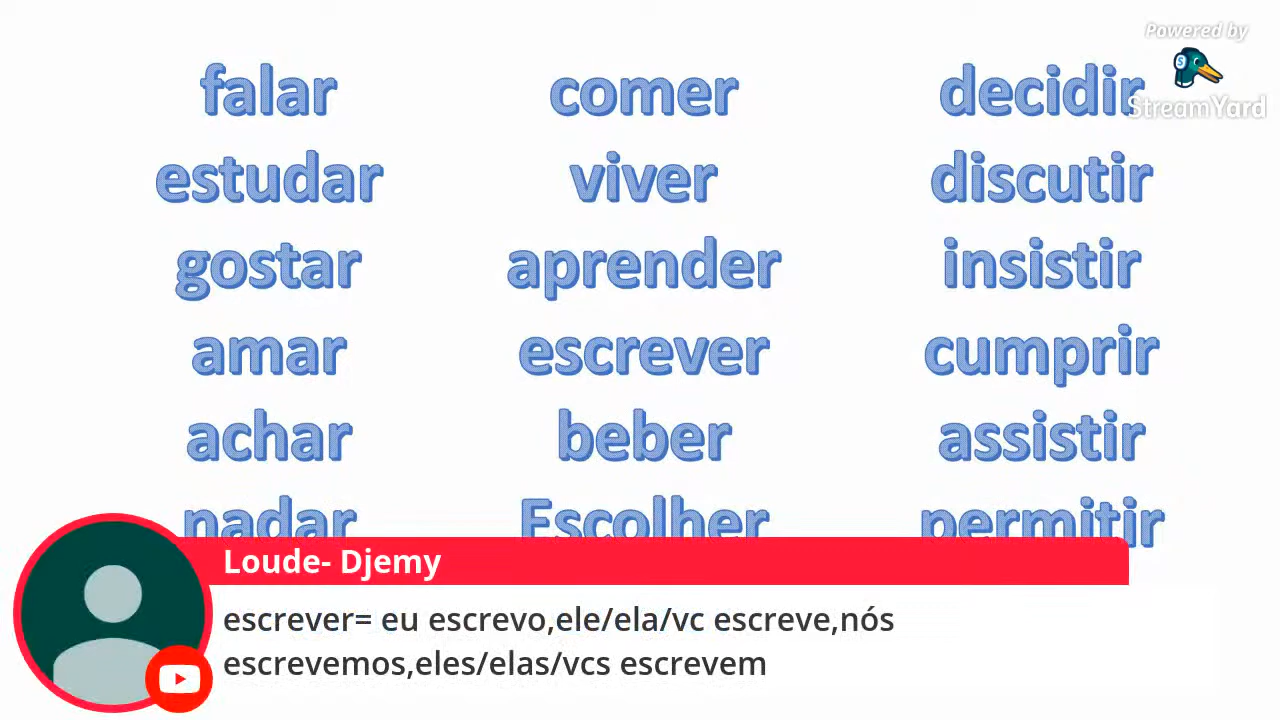 Powered by
StreamYard
falar comer decidir
estudar viver discutir
gostar aprender insistir
amar escrever cumprir
achar beber assistir
nadar Escolher permitir
Loude- Djemy
escrever= eu escrevo,ele/ela/vc escreve,nós
escrevemos,eles/elas/vcs escrevem